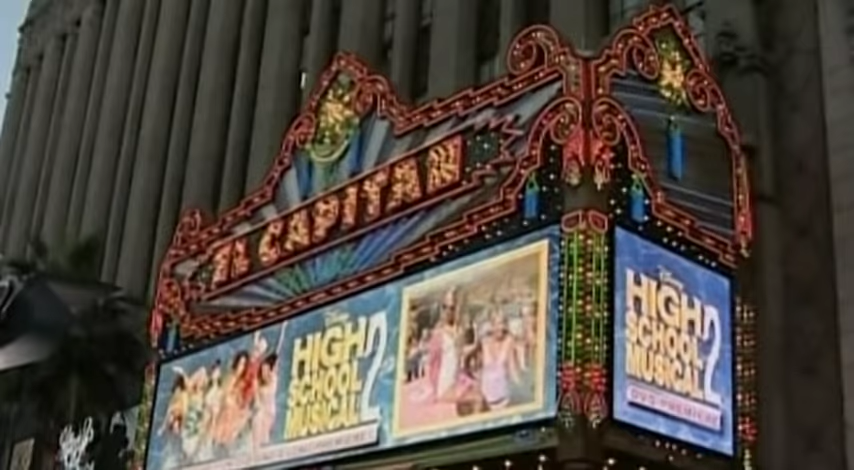 EL CAPITAN
Disney
HIGH
SCHOOL
MUSICAL 2
Disney
HIGH
SCHOOL
MUSICAL 2
DVD PREMIERE